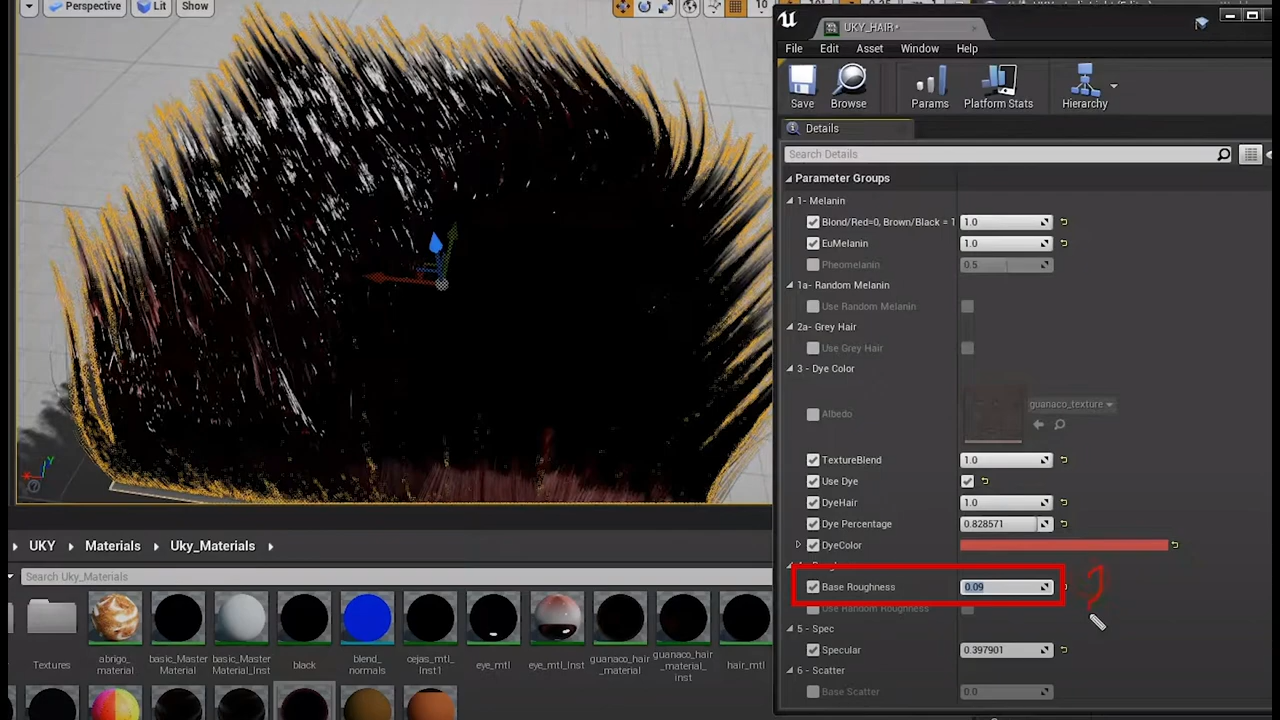 Perspective
Lit
Show
10
UKY_HAIR*
File
Edit
Asset
Window
Help
Save
Browse
Params
Platform Stats
Hierarchy
Details
Search Details
Parameter Groups
1- Melanin
Blond/Red=0, Brown/Black = 1
1.0
EuMelanin
1.0
Pheomelanin
0.5
1a- Random Melanin
Use Random Melanin
2a- Grey Hair
Use Grey Hair
3 - Dye Color
Albedo
guanaco_texture
TextureBlend
1.0
Use Dye
DyeHair
1.0
Dye Percentage
0.828571
DyeColor
Base Roughness
0.09
Use Random Roughness
5 - Spec
Specular
0.397901
6 - Scatter
Base Scatter
0.0
UKY
Materials
Uky_Materials
Search Uky_Materials
Textures
abrigo_
material
basic_Master
Material
basic_Master
Material_Inst
black
blend_
normals
cejas_mtl_
Inst1
eye_mtl
eye_mtl_Inst
guanaco_hair
_material
guanaco_hair
_material_
inst
hair_mtl